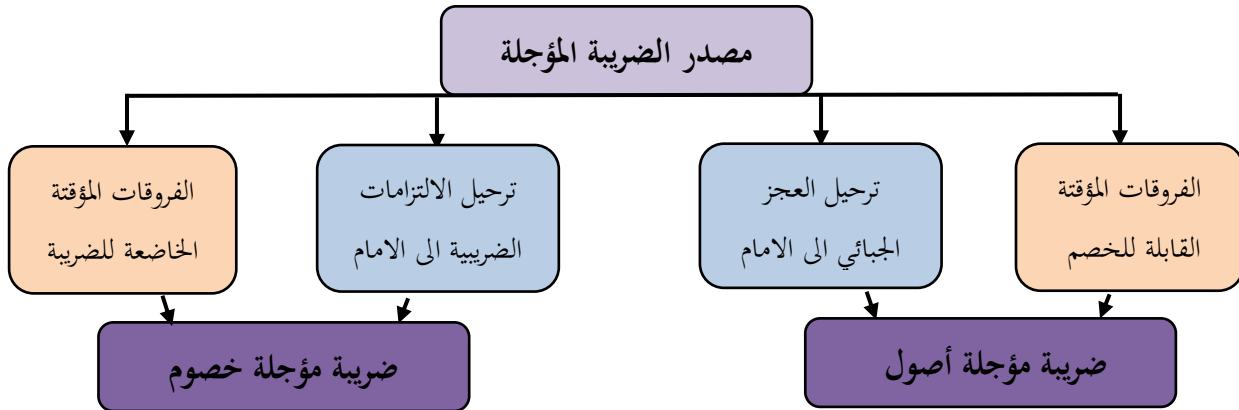 مصدر الضريبة المؤجلة
الفروقات المؤقتة
القابلة للخصم
ترحيل العجز
الجبائي الى الامام
ترحيل الالتزامات
الضريبية الى الامام
الفروقات المؤقتة
الخاضعة للضريبة
ضريبة مؤجلة أصول
ضريبة مؤجلة خصوم